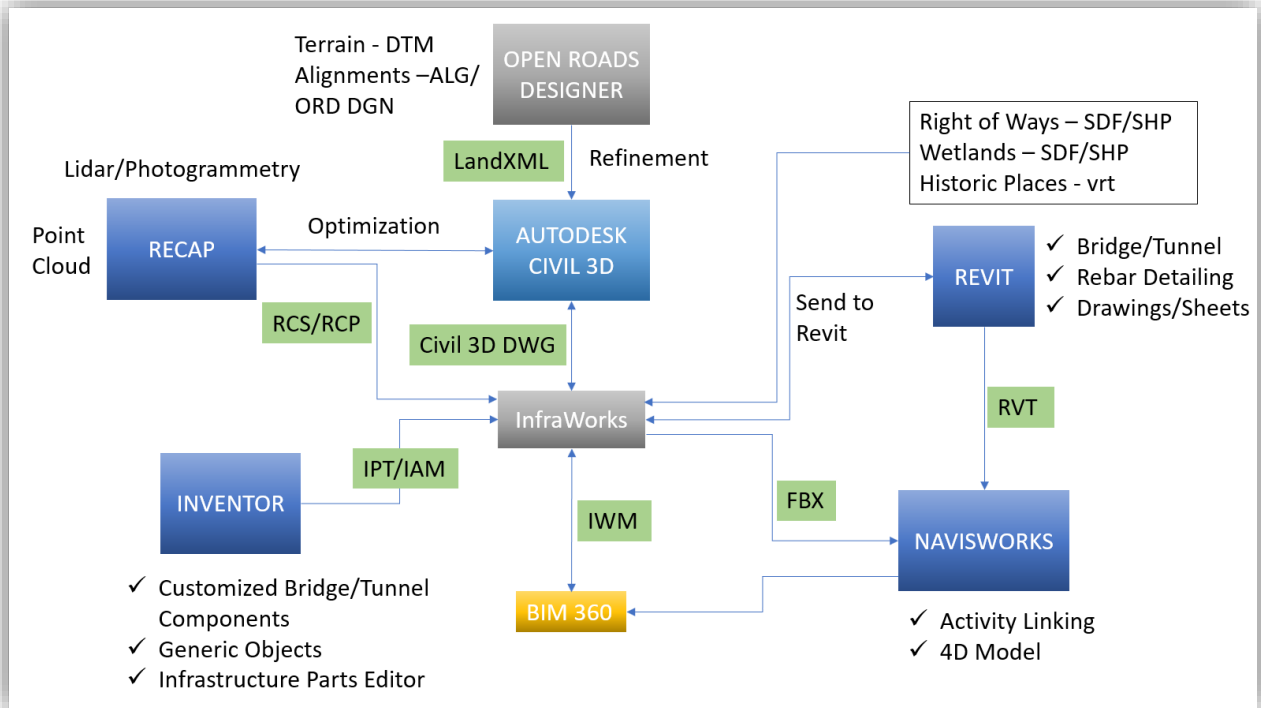 Terrain - DTM
Alignments –ALG/
ORD DGN
OPEN ROADS
DESIGNER
LandXML
Refinement
Right of Ways – SDF/SHP
Wetlands – SDF/SHP
Historic Places - vrt
Lidar/Photogrammetry
Point
Cloud
RECAP
Optimization
AUTODESK
CIVIL 3D
REVIT
✓ Bridge/Tunnel
✓ Rebar Detailing
✓ Drawings/Sheets
Send to
Revit
RCS/RCP
Civil 3D DWG
InfraWorks
RVT
IPT/IAM
INVENTOR
IWM
FBX
NAVISWORKS
BIM 360
✓ Customized Bridge/Tunnel
Components
✓ Generic Objects
✓ Infrastructure Parts Editor
✓ Activity Linking
✓ 4D Model